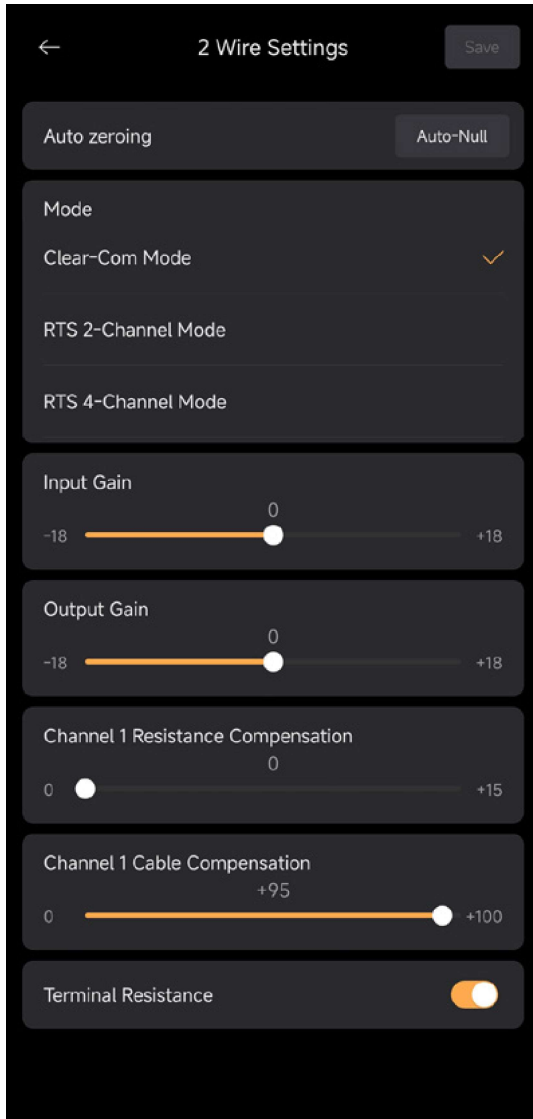 2 Wire Settings
Save
Auto zeroing
Auto-Null
Mode
Clear-Com Mode
RTS 2-Channel Mode
RTS 4-Channel Mode
Input Gain
0
-18
+18
Output Gain
0
-18
+18
Channel 1 Resistance Compensation
0
0
+15
Channel 1 Cable Compensation
+95
0
+100
Terminal Resistance